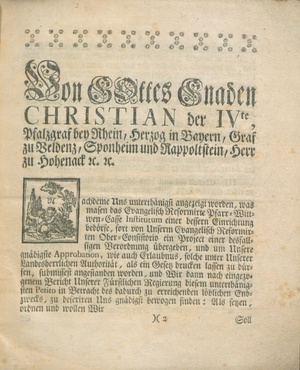 Von GOttes Gnaden
CHRISTIAN der IVte,
Pfalzgraf bey Rhein, Herzog in Bayern, Graf
zu Veldenz, Sponheim und Rappoltstein, Herr
zu Hohenack ꝛc. ꝛc.
Nachdeme Uns unterthänigst angezeigt worden, was
masen das Evangelisch Reformirte Pfarr-Witt-
wen-Casse Institutum einer bessern Einrichtung
bedörfe, fort von Unserm Evangelisch Reformir-
ten Ober-Consistorio ein Project einer desfall-
sigen Verordnung übergeben, und um Unsere
gnädigste Approbation, wie auch Erlaubnus, solche unter Unserer
Landesherrlichen Authorität, als ein Gesetz drucken lassen zu dür-
fen, submissest angestanden worden, und Wir dann nach eingezo-
genem Bericht Unserer Fürstlichen Regierung diesem unterthänig-
sten Petito in Betracht des dadurch zu erreichenden löblichen End-
zwecks, zu deferiren Uns gnädigst bewogen finden: Als setzen,
ordnen und wollen Wir
)( 2
Soll